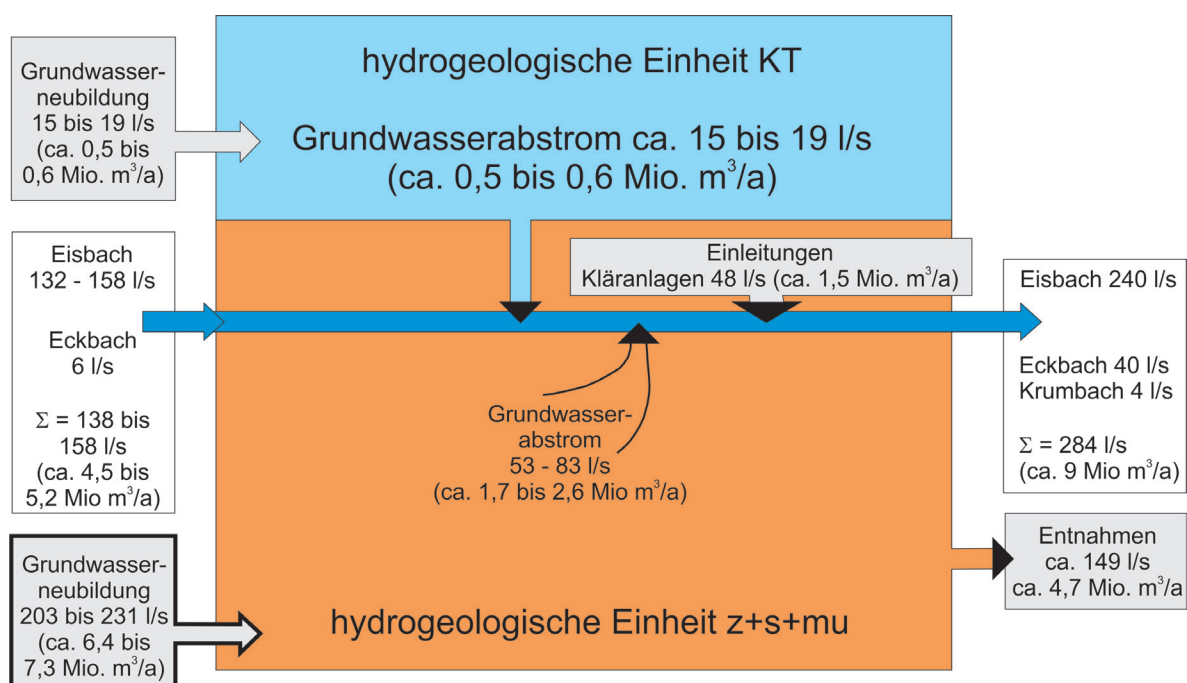 hydrogeologische Einheit KT
Grundwasserabstrom ca. 15 bis 19 l/s
(ca. 0,5 bis 0,6 Mio. m³/a)
Grundwasser-
neubildung
15 bis 19 l/s
(ca. 0,5 bis
0,6 Mio. m³/a)
Eisbach
132 - 158 l/s
Eckbach
6 l/s
Σ = 138 bis
158 l/s
(ca. 4,5 bis
5,2 Mio m³/a)
Einleitungen
Kläranlagen 48 l/s (ca. 1,5 Mio. m³/a)
Grundwasser-
abstrom
53 - 83 l/s
(ca. 1,7 bis 2,6 Mio m³/a)
Eisbach 240 l/s
Eckbach 40 l/s
Krumbach 4 l/s
Σ = 284 l/s
(ca. 9 Mio m³/a)
Entnahmen
ca. 149 l/s
ca. 4,7 Mio. m³/a
Grundwasser-
neubildung
203 bis 231 l/s
(ca. 6,4 bis
7,3 Mio. m³/a)
hydrogeologische Einheit z+s+mu